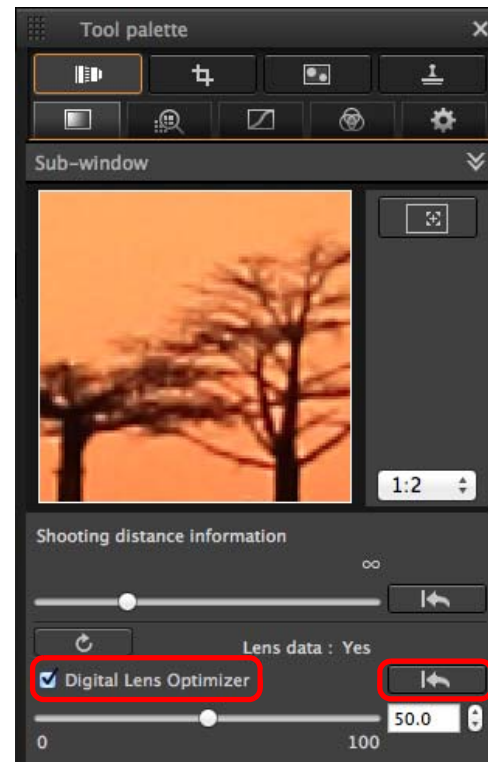 Tool palette
Sub-window
1:2
Shooting distance information
∞
Lens data : Yes
Digital Lens Optimizer
50.0
0 100